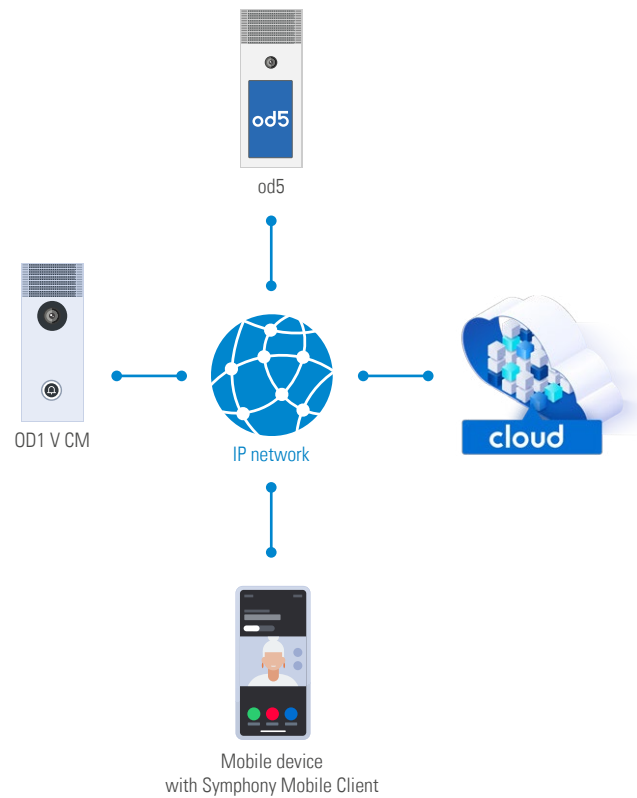 od5
od5
OD1 V CM
IP network
cloud
Mobile device
with Symphony Mobile Client